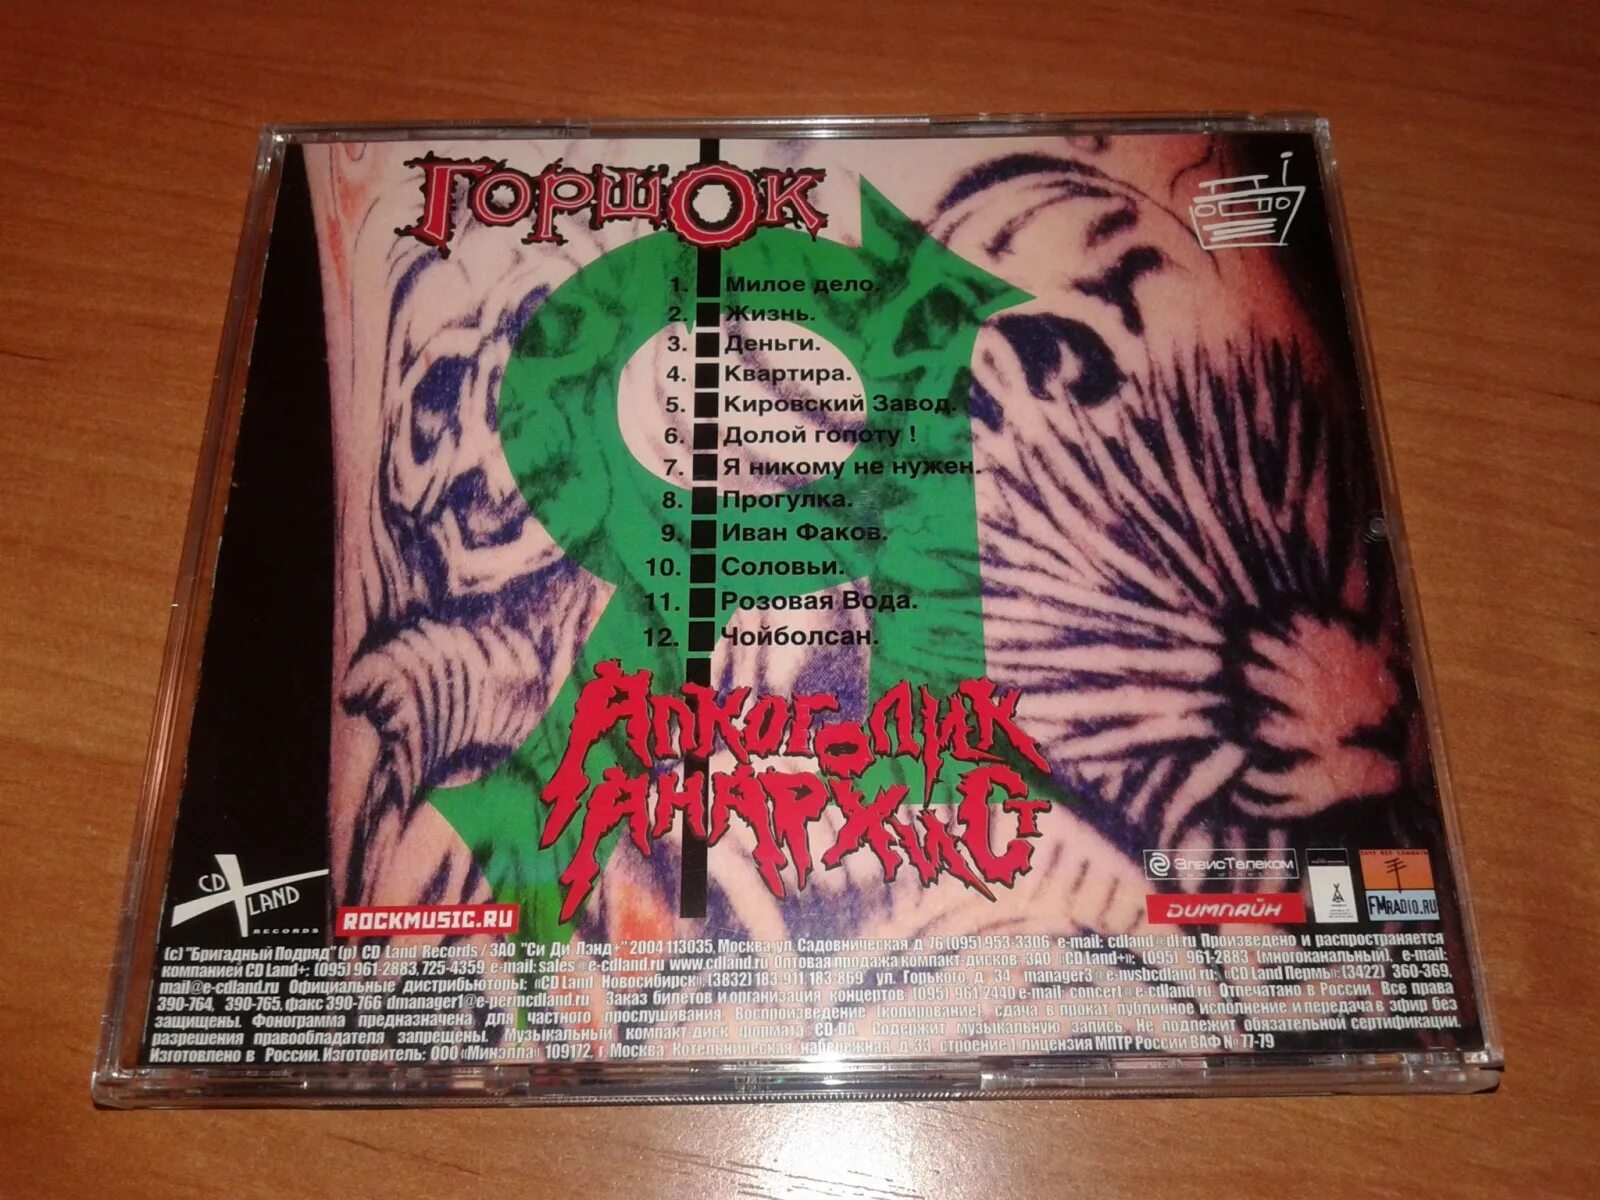 ГОРШОК
ОПО
1. Милое дело.
2. Жизнь.
3. Деньги.
4. Квартира.
5. Кировский Завод.
6. Долой гопоту !
7. Я никому не нужен.
8. Прогулка.
9. Иван Факов.
10. Соловьи.
11. Розовая Вода.
12. Чойболсан.
АЛКОГОЛИК
АНАРХИСТ
CD LAND
RECORDS
ROCKMUSIC.RU
ЭлвисТелеком
ДИМЛАЙН
FMRADIO.RU
(с) "Бригадный Подряд" (p) CD Land Records / ЗАО "Си Ди Лэнд+" 2004 113035, Москва, ул. Садовническая, д. 76 (095) 953-3306, e-mail: cdland@dl.ru Произведено и распространяется
компанией CD Land+: (095) 961-2883, 725-4359, e-mail: sales@e-cdland.ru www.cdland.ru Оптовая продажа компакт-дисков: ЗАО «CD Land+»: (095) 961-2883 (многоканальный), e-mail:
mail@e-cdland.ru Официальные дистрибьюторы: «CD Land Новосибирск»: (3832) 183-911, 183-869 ул. Горького, д. 34, manager3@e-nvsbcdland.ru; «CD Land Пермь»: (3422) 360-369,
390-764, 390-765, факс 390-766 dmanager1@e-permcdland.ru Заказ билетов и организация концертов (095) 961-2440 e-mail: concert@e-cdland.ru. Отпечатано в России. Все права
защищены. Фонограмма предназначена для частного прослушивания. Воспроизведение (копирование), сдача в прокат, публичное исполнение и передача в эфир без
разрешения правообладателя запрещены. Музыкальный компакт-диск формата CD-DA. Содержит музыкальную запись. Не подлежит обязательной сертификации.
Изготовлено в России. Изготовитель: ООО «Минэлла» 109172, г. Москва, Котельническая набережная, д. 33, строение 1, лицензия МПТР России ВАФ № 77-79